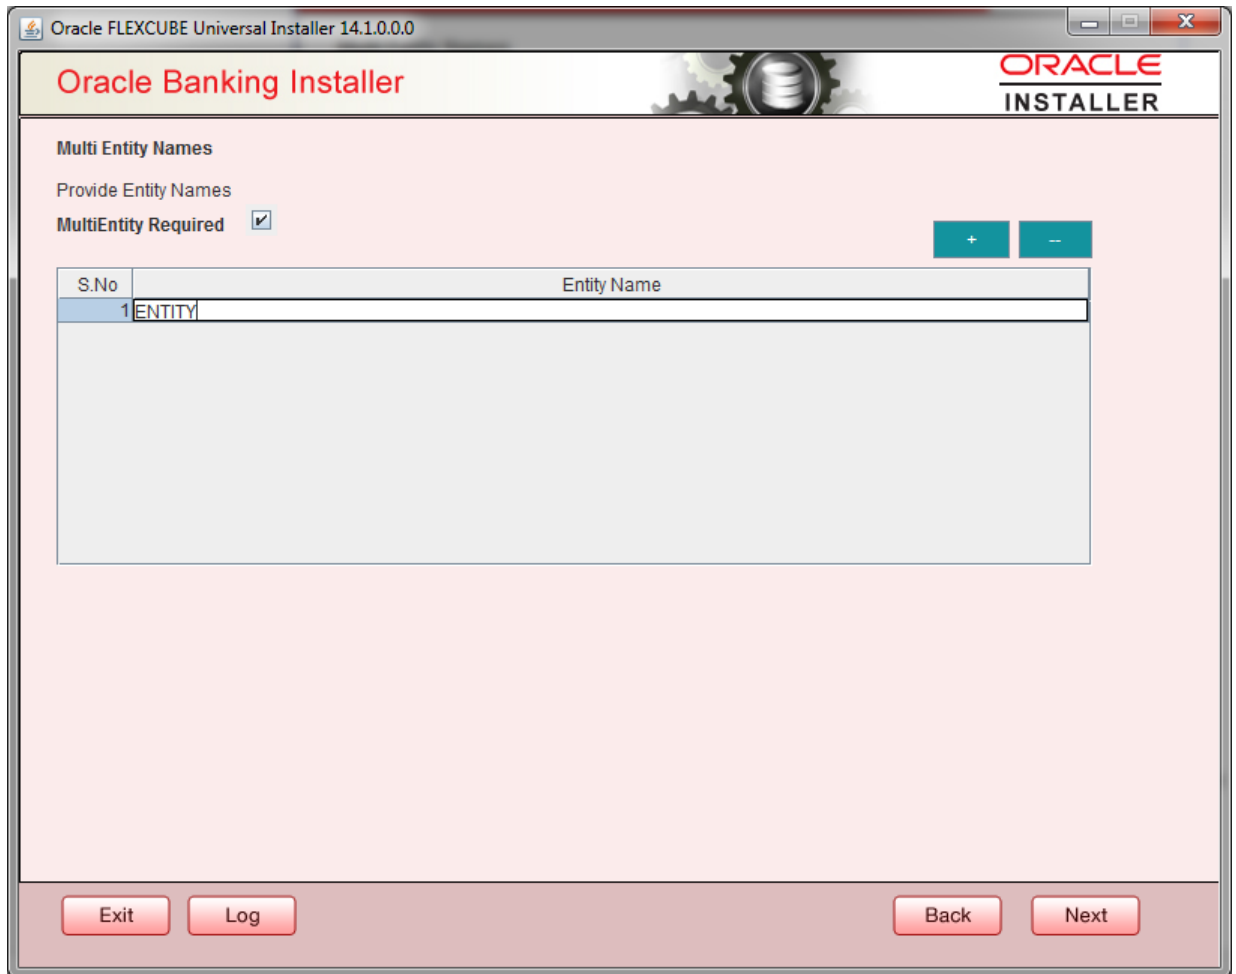 Oracle FLEXCUBE Universal Installer 14.1.0.0.0
Oracle Banking Installer
ORACLE
INSTALLER
Multi Entity Names
Provide Entity Names
MultiEntity Required
+ --
S.No Entity Name
1 ENTITY
Exit Log Back Next